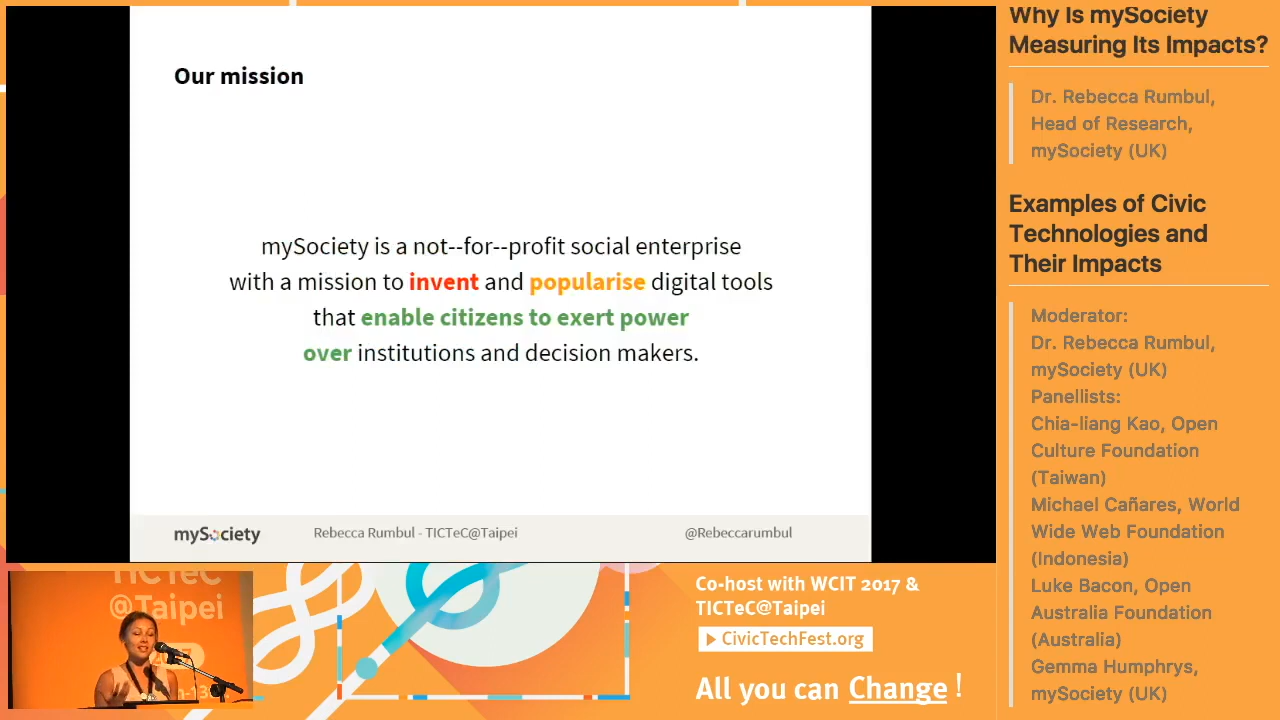 Our mission
mySociety is a not--for--profit social enterprise
with a mission to invent and popularise digital tools
that enable citizens to exert power
over institutions and decision makers.
mySociety
Rebecca Rumbul - TICTeC@Taipei
@Rebeccarumbul
Why Is mySociety
Measuring Its Impacts?
Dr. Rebecca Rumbul,
Head of Research,
mySociety (UK)
Examples of Civic
Technologies and
Their Impacts
Moderator:
Dr. Rebecca Rumbul,
mySociety (UK)
Panellists:
Chia-liang Kao, Open
Culture Foundation
(Taiwan)
Michael Cañares, World
Wide Web Foundation
(Indonesia)
Luke Bacon, Open
Australia Foundation
(Australia)
Gemma Humphrys,
mySociety (UK)
TICTeC
@Taipei
Co-host with WCIT 2017 &
TICTeC@Taipei
CivicTechFest.org
All you can Change !